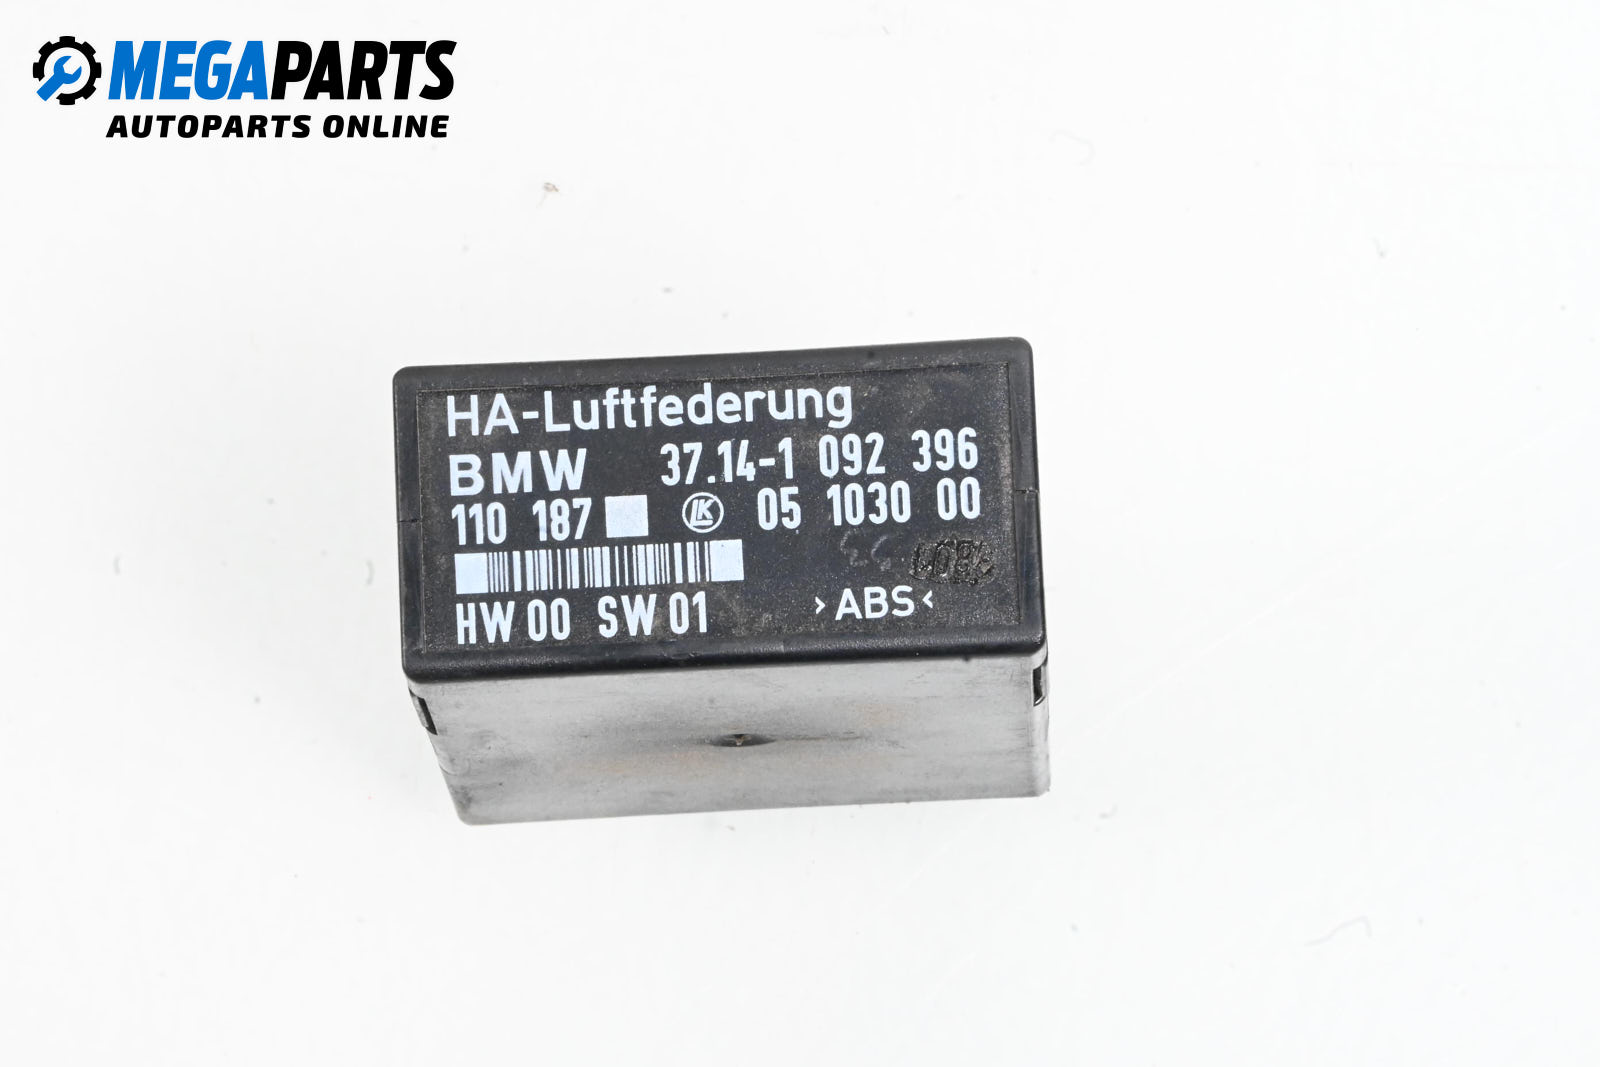 MEGAPARTS
AUTOPARTS ONLINE
HA-Luftfederung
BMW 37.14-1 092 396
110 187 LK 05 1030 00
HW 00 SW 01 >ABS<